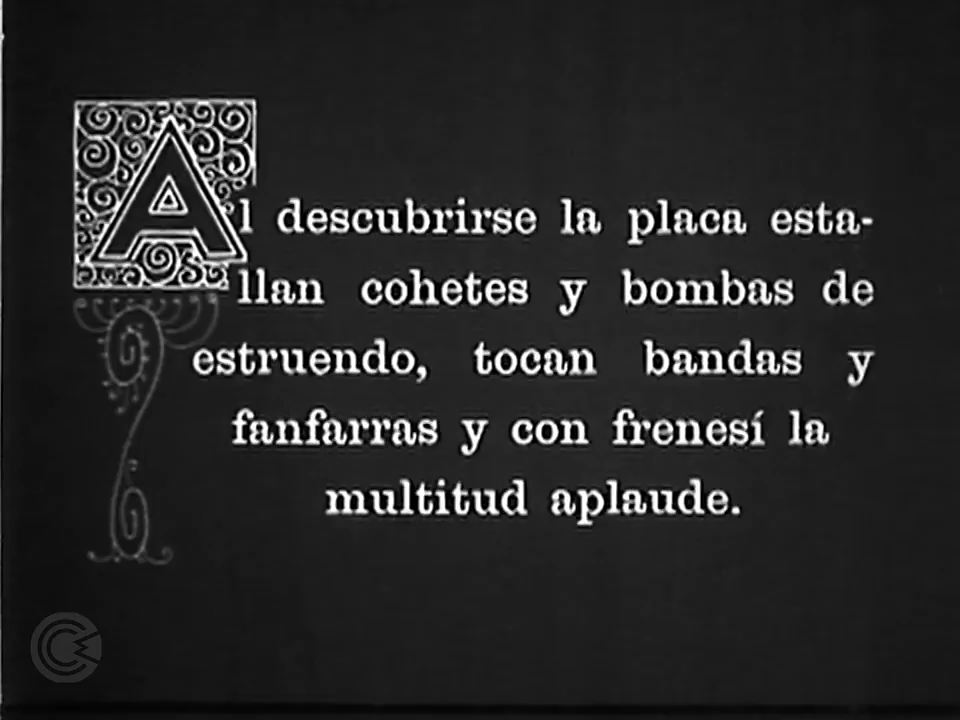 Al descubrirse la placa esta-
llan cohetes y bombas de
estruendo, tocan bandas y
fanfarras y con frenesí la
multitud aplaude.